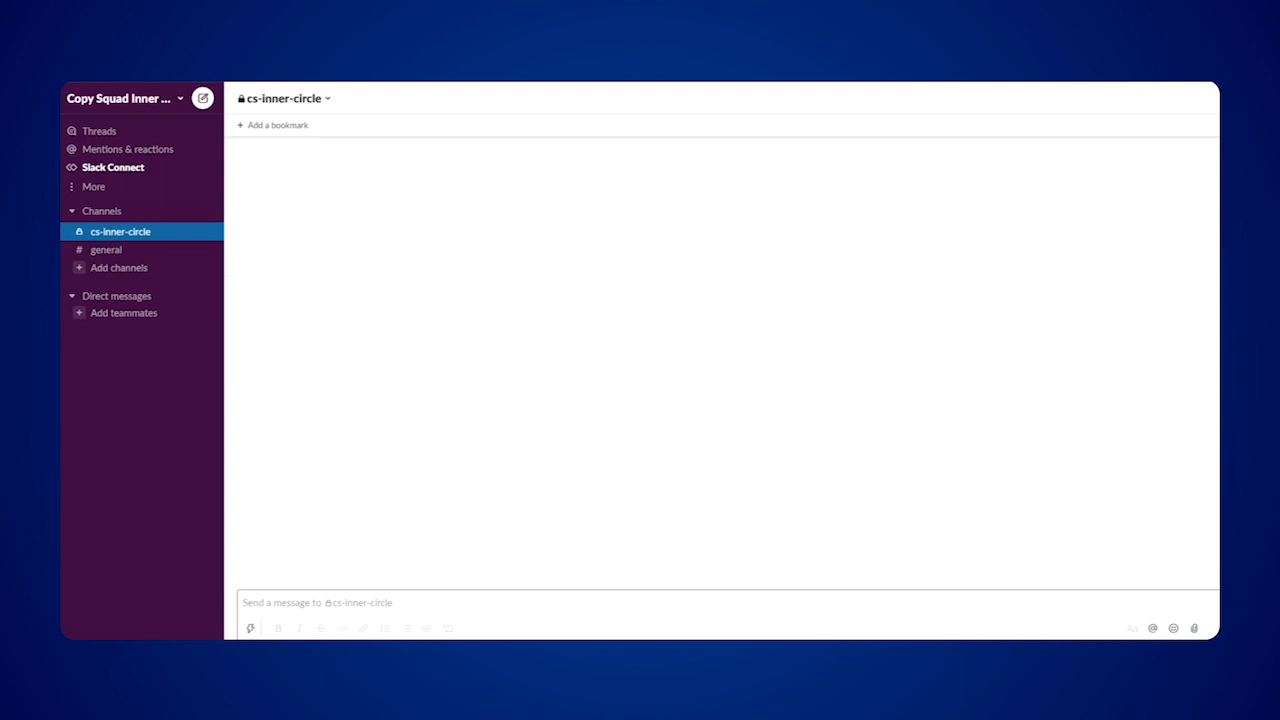 Copy Squad Inner ...
Threads
Mentions & reactions
Slack Connect
More
Channels
cs-inner-circle
# general
+ Add channels
Direct messages
+ Add teammates
cs-inner-circle
+ Add a bookmark
Send a message to cs-inner-circle
B I S
Aa @